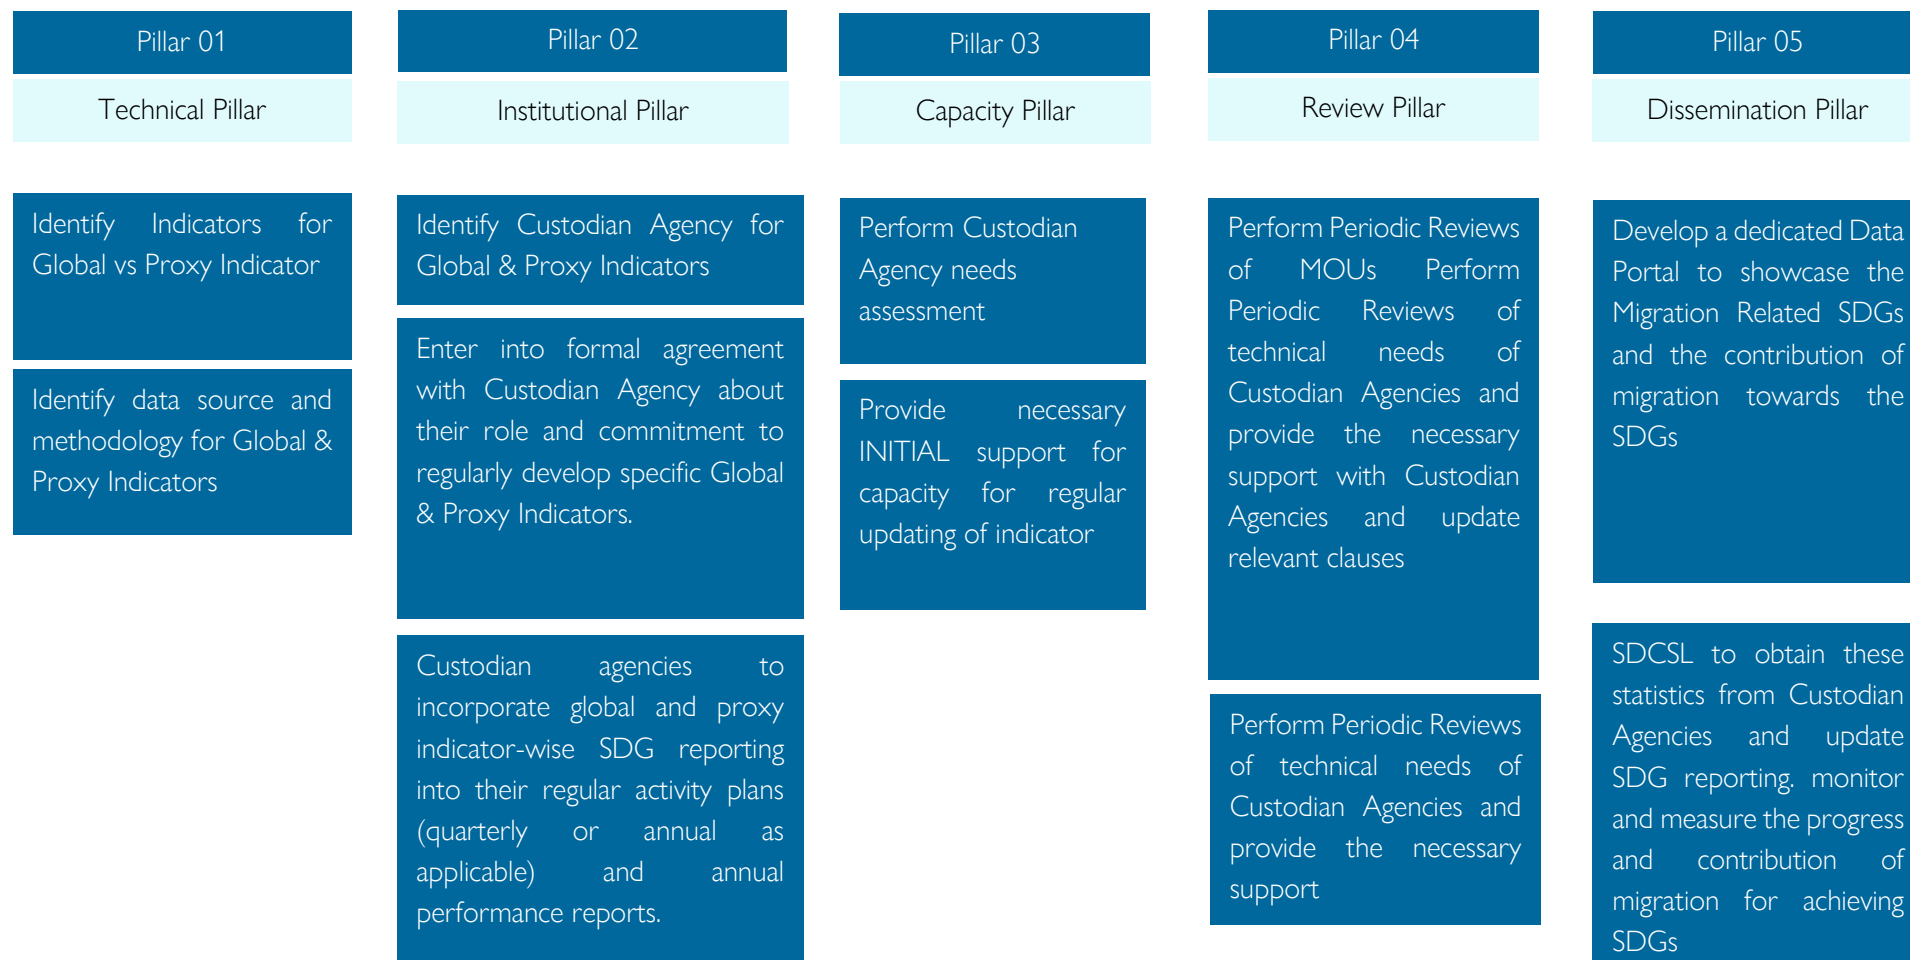 Pillar 01
Technical Pillar
Identify Indicators for
Global vs Proxy Indicator
Identify data source and
methodology for Global &
Proxy Indicators
Pillar 02
Institutional Pillar
Identify Custodian Agency for
Global & Proxy Indicators
Enter into formal agreement
with Custodian Agency about
their role and commitment to
regularly develop specific Global
& Proxy Indicators.
Custodian agencies to
incorporate global and proxy
indicator-wise SDG reporting
into their regular activity plans
(quarterly or annual as
applicable) and annual
performance reports.
Pillar 03
Capacity Pillar
Perform Custodian
Agency needs
assessment
Provide necessary
INITIAL support for
capacity for regular
updating of indicator
Pillar 04
Review Pillar
Perform Periodic Reviews
of MOUs Perform
Periodic Reviews of
technical needs of
Custodian Agencies and
provide the necessary
support with Custodian
Agencies and update
relevant clauses
Perform Periodic Reviews
of technical needs of
Custodian Agencies and
provide the necessary
support
Pillar 05
Dissemination Pillar
Develop a dedicated Data
Portal to showcase the
Migration Related SDGs
and the contribution of
migration towards the
SDGs
SDCSL to obtain these
statistics from Custodian
Agencies and update
SDG reporting. monitor
and measure the progress
and contribution of
migration for achieving
SDGs